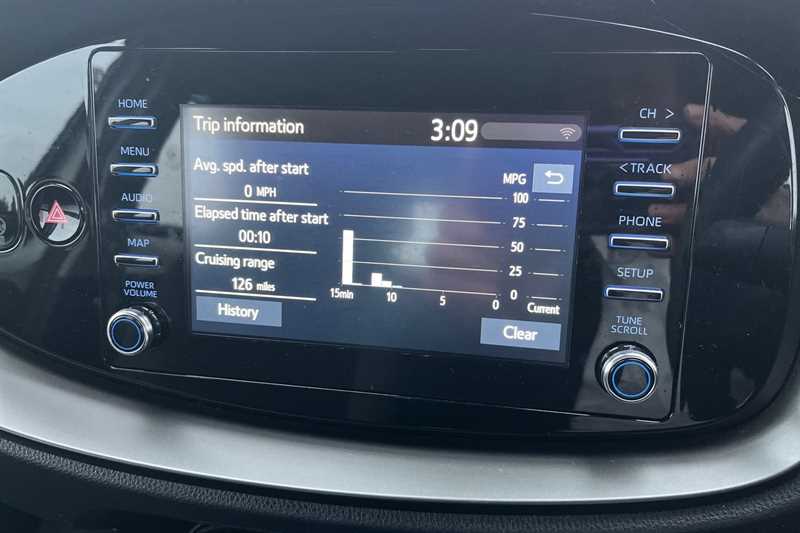 HOME
MENU
AUDIO
MAP
POWER
VOLUME
Trip information
3:09
Avg. spd. after start
0 MPH
Elapsed time after start
00:10
Cruising range
126 miles
History
MPG
100
75
50
25
0
15min 10 5 0 Current
Clear
CH >
< TRACK
PHONE
SETUP
TUNE
SCROLL